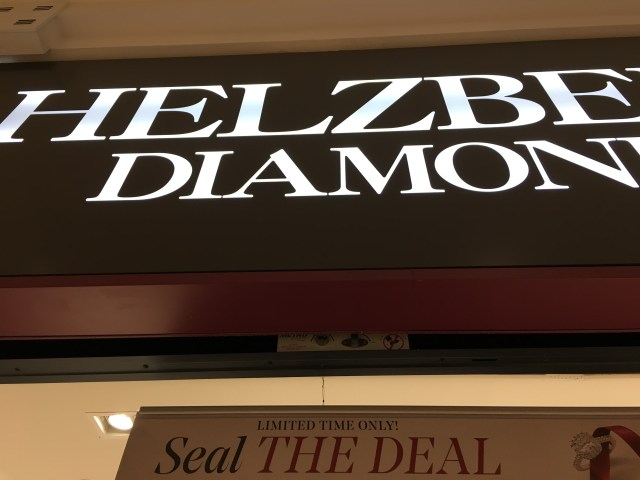 HELZBE
DIAMON
LIMITED TIME ONLY!
Seal THE DEAL